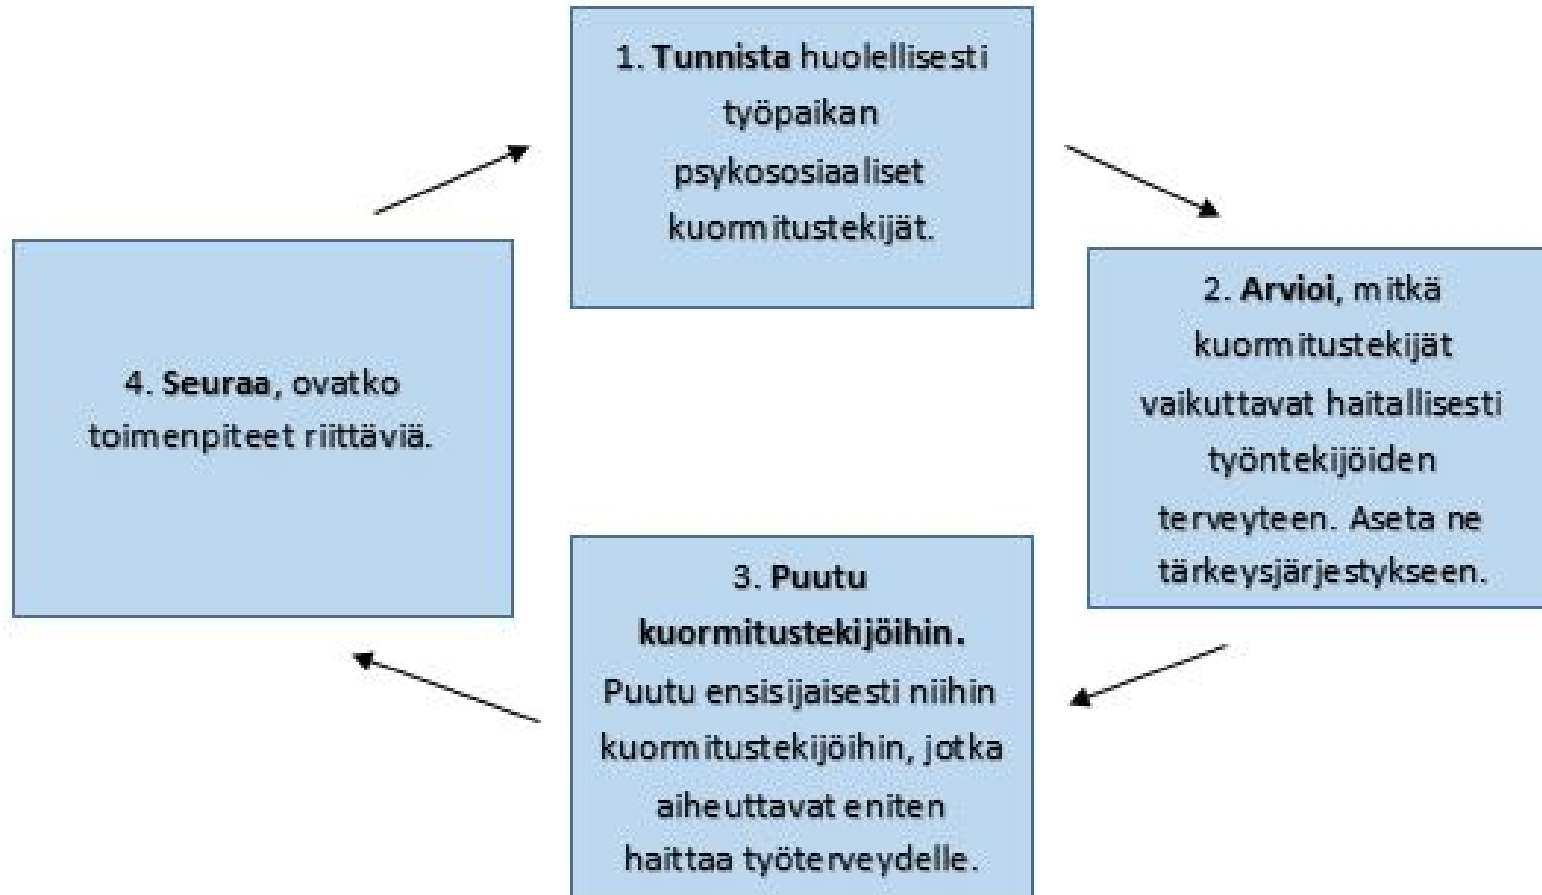 1. Tunnista huolellisesti
työpaikan
psykososiaaliset
kuormitustekijät.
2. Arvioi, mitkä
kuormitustekijät
vaikuttavat haitallisesti
työntekijöiden
terveyteen. Aseta ne
tärkeysjärjestykseen.
3. Puutu
kuormitustekijöihin.
Puutu ensisijaisesti niihin
kuormitustekijöihin, jotka
aiheuttavat eniten
haittaa työterveydelle.
4. Seuraa, ovatko
toimenpiteet riittäviä.